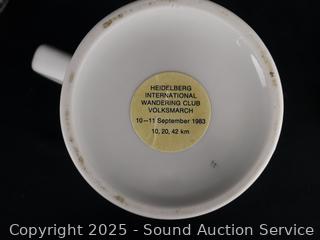 HEIDELBERG
INTERNATIONAL
WANDERING CLUB
VOLKSMARCH
10-11 September 1983
10, 20, 42 km
Copyright 2025 - Sound Auction Service